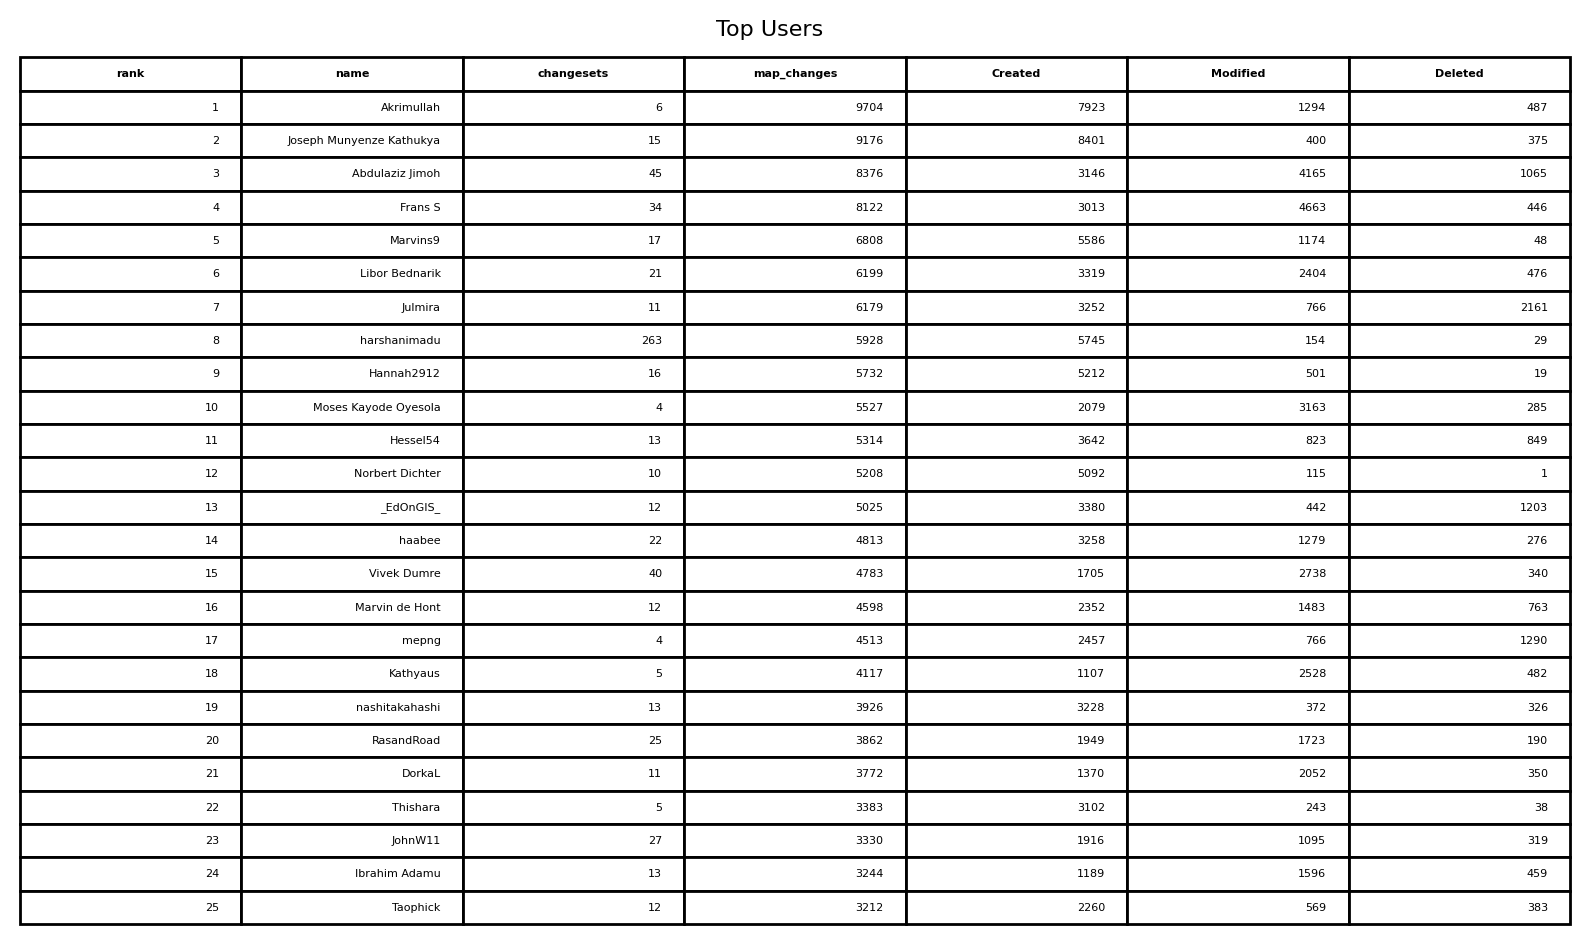 Top Users
rank name changesets map_changes Created Modified Deleted
1 Akrimullah 6 9704 7923 1294 487
2 Joseph Munyenze Kathukya 15 9176 8401 400 375
3 Abdulaziz Jimoh 45 8376 3146 4165 1065
4 Frans S 34 8122 3013 4663 446
5 Marvins9 17 6808 5586 1174 48
6 Libor Bednarik 21 6199 3319 2404 476
7 Julmira 11 6179 3252 766 2161
8 harshanimadu 263 5928 5745 154 29
9 Hannah2912 16 5732 5212 501 19
10 Moses Kayode Oyesola 4 5527 2079 3163 285
11 Hessel54 13 5314 3642 823 849
12 Norbert Dichter 10 5208 5092 115 1
13 _EdOnGIS_ 12 5025 3380 442 1203
14 haabee 22 4813 3258 1279 276
15 Vivek Dumre 40 4783 1705 2738 340
16 Marvin de Hont 12 4598 2352 1483 763
17 mepng 4 4513 2457 766 1290
18 Kathyaus 5 4117 1107 2528 482
19 nashitakahashi 13 3926 3228 372 326
20 RasandRoad 25 3862 1949 1723 190
21 DorkaL 11 3772 1370 2052 350
22 Thishara 5 3383 3102 243 38
23 JohnW11 27 3330 1916 1095 319
24 Ibrahim Adamu 13 3244 1189 1596 459
25 Taophick 12 3212 2260 569 383